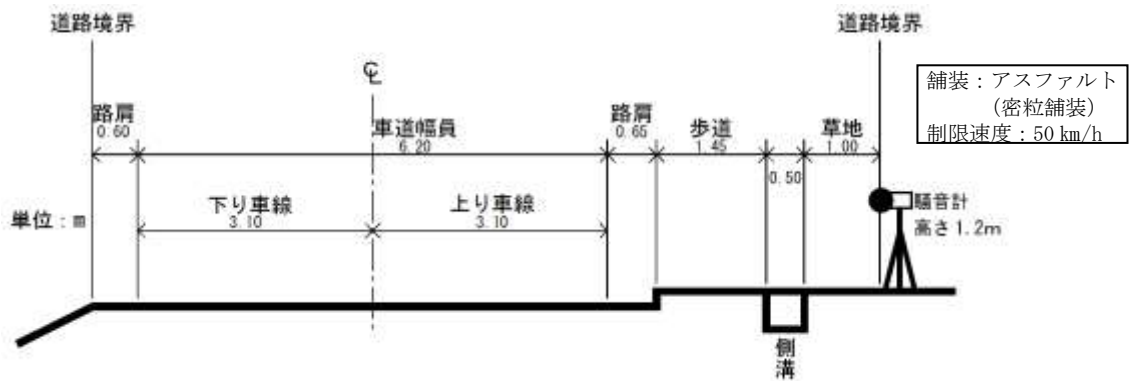 道路境界
道路境界
℄
舗装：アスファルト
(密粒舗装)
制限速度：50 km/h
路肩
0.60
車道幅員
6.20
路肩
0.65
歩道
1.45
0.50
草地
1.00
単位：m
下り車線
3.10
上り車線
3.10
騒音計
高さ1.2m
側溝